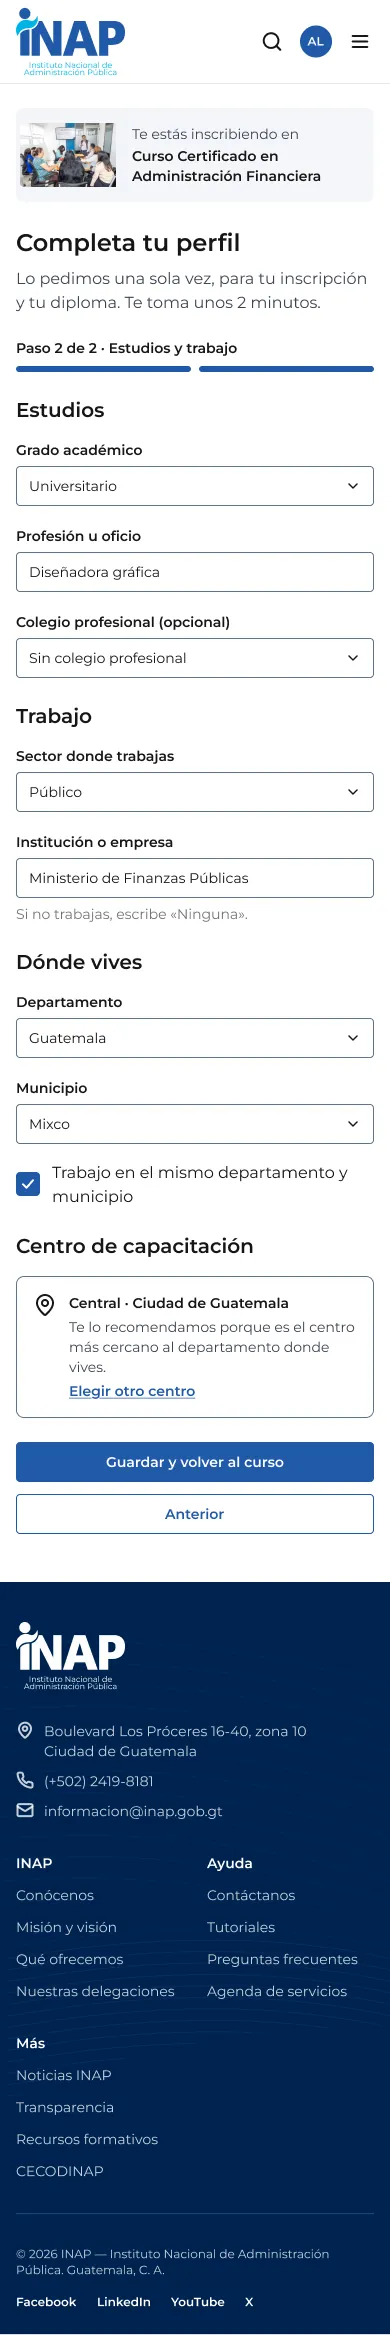 iNAP
Instituto Nacional de
Administración Pública
AL
Te estás inscribiendo en
Curso Certificado en
Administración Financiera
Completa tu perfil
Lo pedimos una sola vez, para tu inscripción
y tu diploma. Te toma unos 2 minutos.
Paso 2 de 2 · Estudios y trabajo
Estudios
Grado académico
Universitario
Profesión u oficio
Diseñadora gráfica
Colegio profesional (opcional)
Sin colegio profesional
Trabajo
Sector donde trabajas
Público
Institución o empresa
Ministerio de Finanzas Públicas
Si no trabajas, escribe «Ninguna».
Dónde vives
Departamento
Guatemala
Municipio
Mixco
Trabajo en el mismo departamento y
municipio
Centro de capacitación
Central · Ciudad de Guatemala
Te lo recomendamos porque es el centro
más cercano al departamento donde
vives.
Elegir otro centro
Guardar y volver al curso
Anterior
iNAP
Instituto Nacional de
Administración Pública
Boulevard Los Próceres 16-40, zona 10
Ciudad de Guatemala
(+502) 2419-8181
informacion@inap.gob.gt
INAP
Conócenos
Misión y visión
Qué ofrecemos
Nuestras delegaciones
Ayuda
Contáctanos
Tutoriales
Preguntas frecuentes
Agenda de servicios
Más
Noticias INAP
Transparencia
Recursos formativos
CECODINAP
© 2026 INAP — Instituto Nacional de Administración
Pública. Guatemala, C. A.
Facebook LinkedIn YouTube X